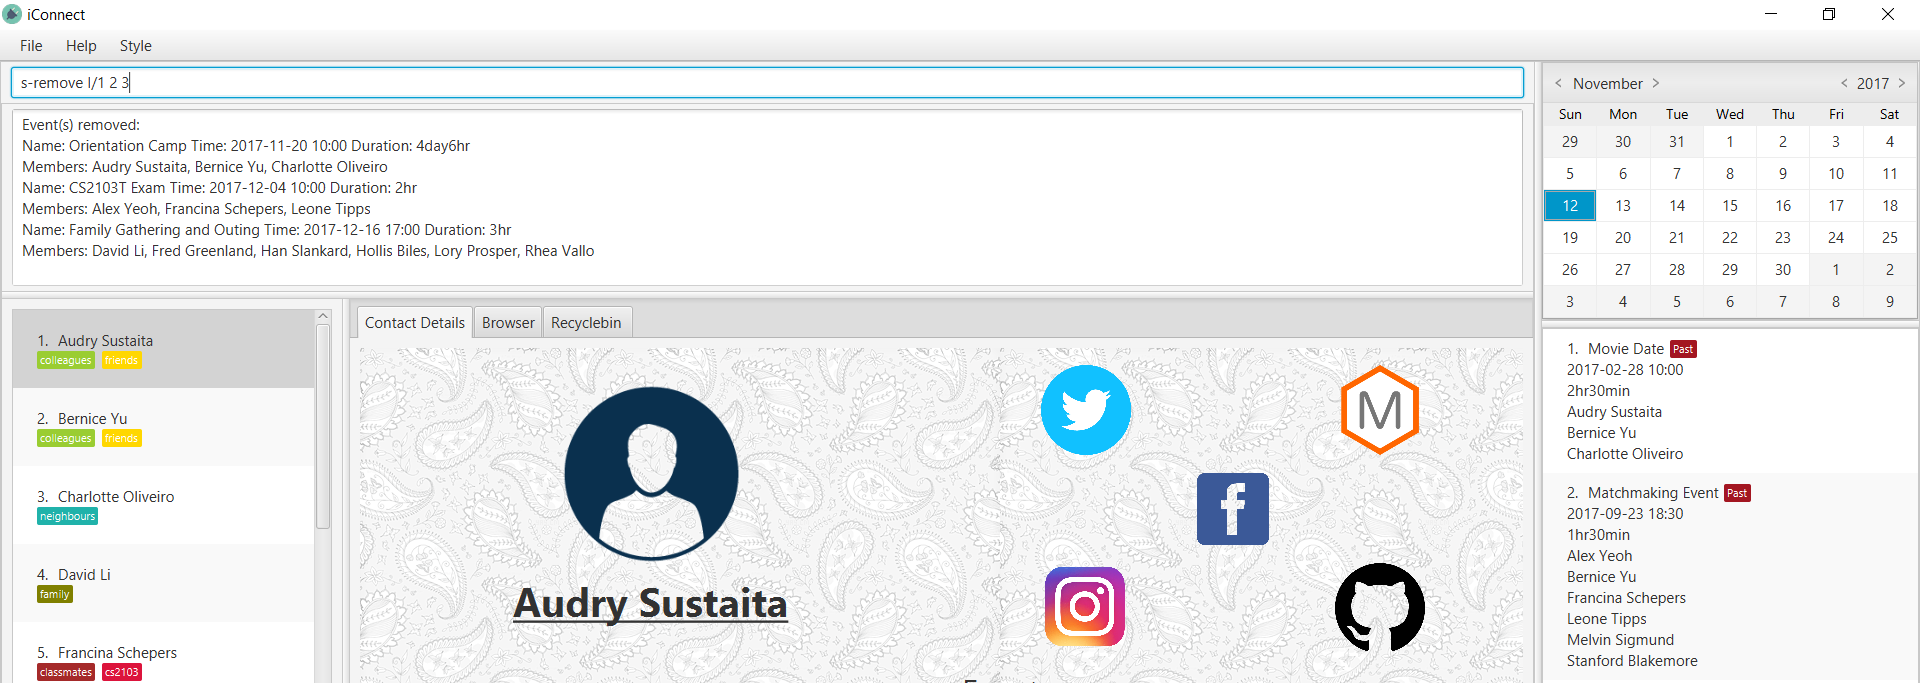 iConnect
File Help Style
s-remove l/1 2 3
Event(s) removed:
Name: Orientation Camp Time: 2017-11-20 10:00 Duration: 4day6hr
Members: Audry Sustaita, Bernice Yu, Charlotte Oliveiro
Name: CS2103T Exam Time: 2017-12-04 10:00 Duration: 2hr
Members: Alex Yeoh, Francina Schepers, Leone Tipps
Name: Family Gathering and Outing Time: 2017-12-16 17:00 Duration: 3hr
Members: David Li, Fred Greenland, Han Slankard, Hollis Biles, Lory Prosper, Rhea Vallo
< November > < 2017 >
Sun Mon Tue Wed Thu Fri Sat
29 30 31 1 2 3 4
5 6 7 8 9 10 11
12 13 14 15 16 17 18
19 20 21 22 23 24 25
26 27 28 29 30 1 2
3 4 5 6 7 8 9
1. Audry Sustaita
colleagues friends
2. Bernice Yu
colleagues friends
3. Charlotte Oliveiro
neighbours
4. David Li
family
5. Francina Schepers
classmates cs2103
Contact Details Browser Recyclebin
M
f
Audry Sustaita
1. Movie Date Past
2017-02-28 10:00
2hr30min
Audry Sustaita
Bernice Yu
Charlotte Oliveiro
2. Matchmaking Event Past
2017-09-23 18:30
1hr30min
Alex Yeoh
Bernice Yu
Francina Schepers
Leone Tipps
Melvin Sigmund
Stanford Blakemore